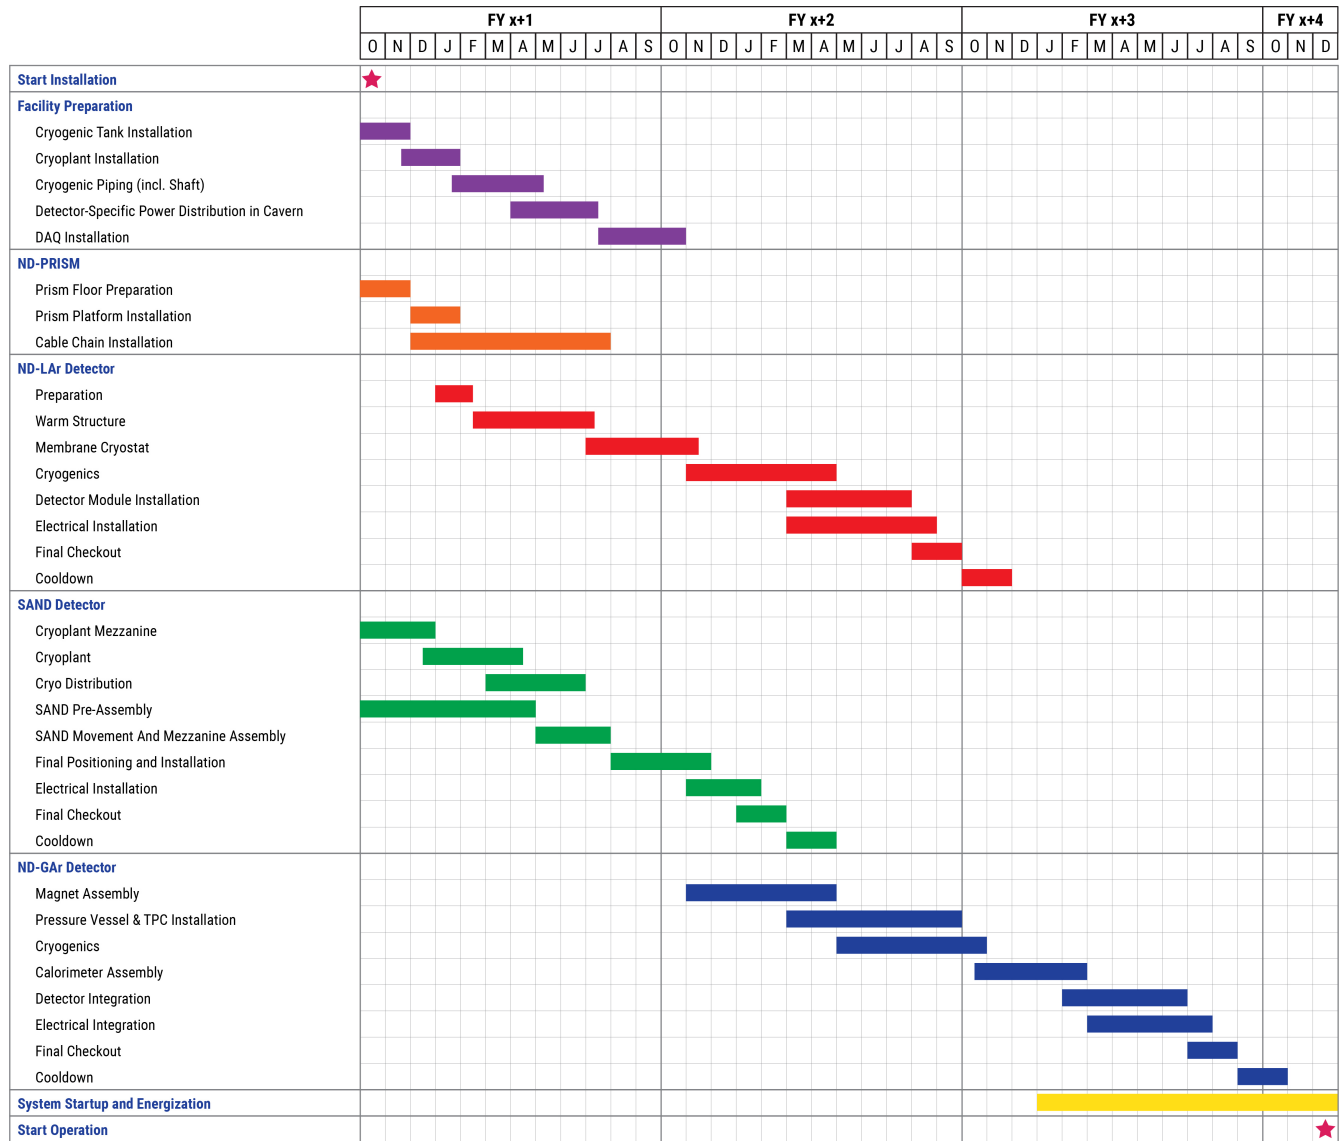 FY x+1 FY x+2 FY x+3 FY x+4
O N D J F M A M J J A S O N D J F M A M J J A S O N D J F M A M J J A S O N D
Start Installation
Facility Preparation
Cryogenic Tank Installation
Cryoplant Installation
Cryogenic Piping (incl. Shaft)
Detector-Specific Power Distribution in Cavern
DAQ Installation
ND-PRISM
Prism Floor Preparation
Prism Platform Installation
Cable Chain Installation
ND-LAr Detector
Preparation
Warm Structure
Membrane Cryostat
Cryogenics
Detector Module Installation
Electrical Installation
Final Checkout
Cooldown
SAND Detector
Cryoplant Mezzanine
Cryoplant
Cryo Distribution
SAND Pre-Assembly
SAND Movement And Mezzanine Assembly
Final Positioning and Installation
Electrical Installation
Final Checkout
Cooldown
ND-GAr Detector
Magnet Assembly
Pressure Vessel & TPC Installation
Cryogenics
Calorimeter Assembly
Detector Integration
Electrical Integration
Final Checkout
Cooldown
System Startup and Energization
Start Operation